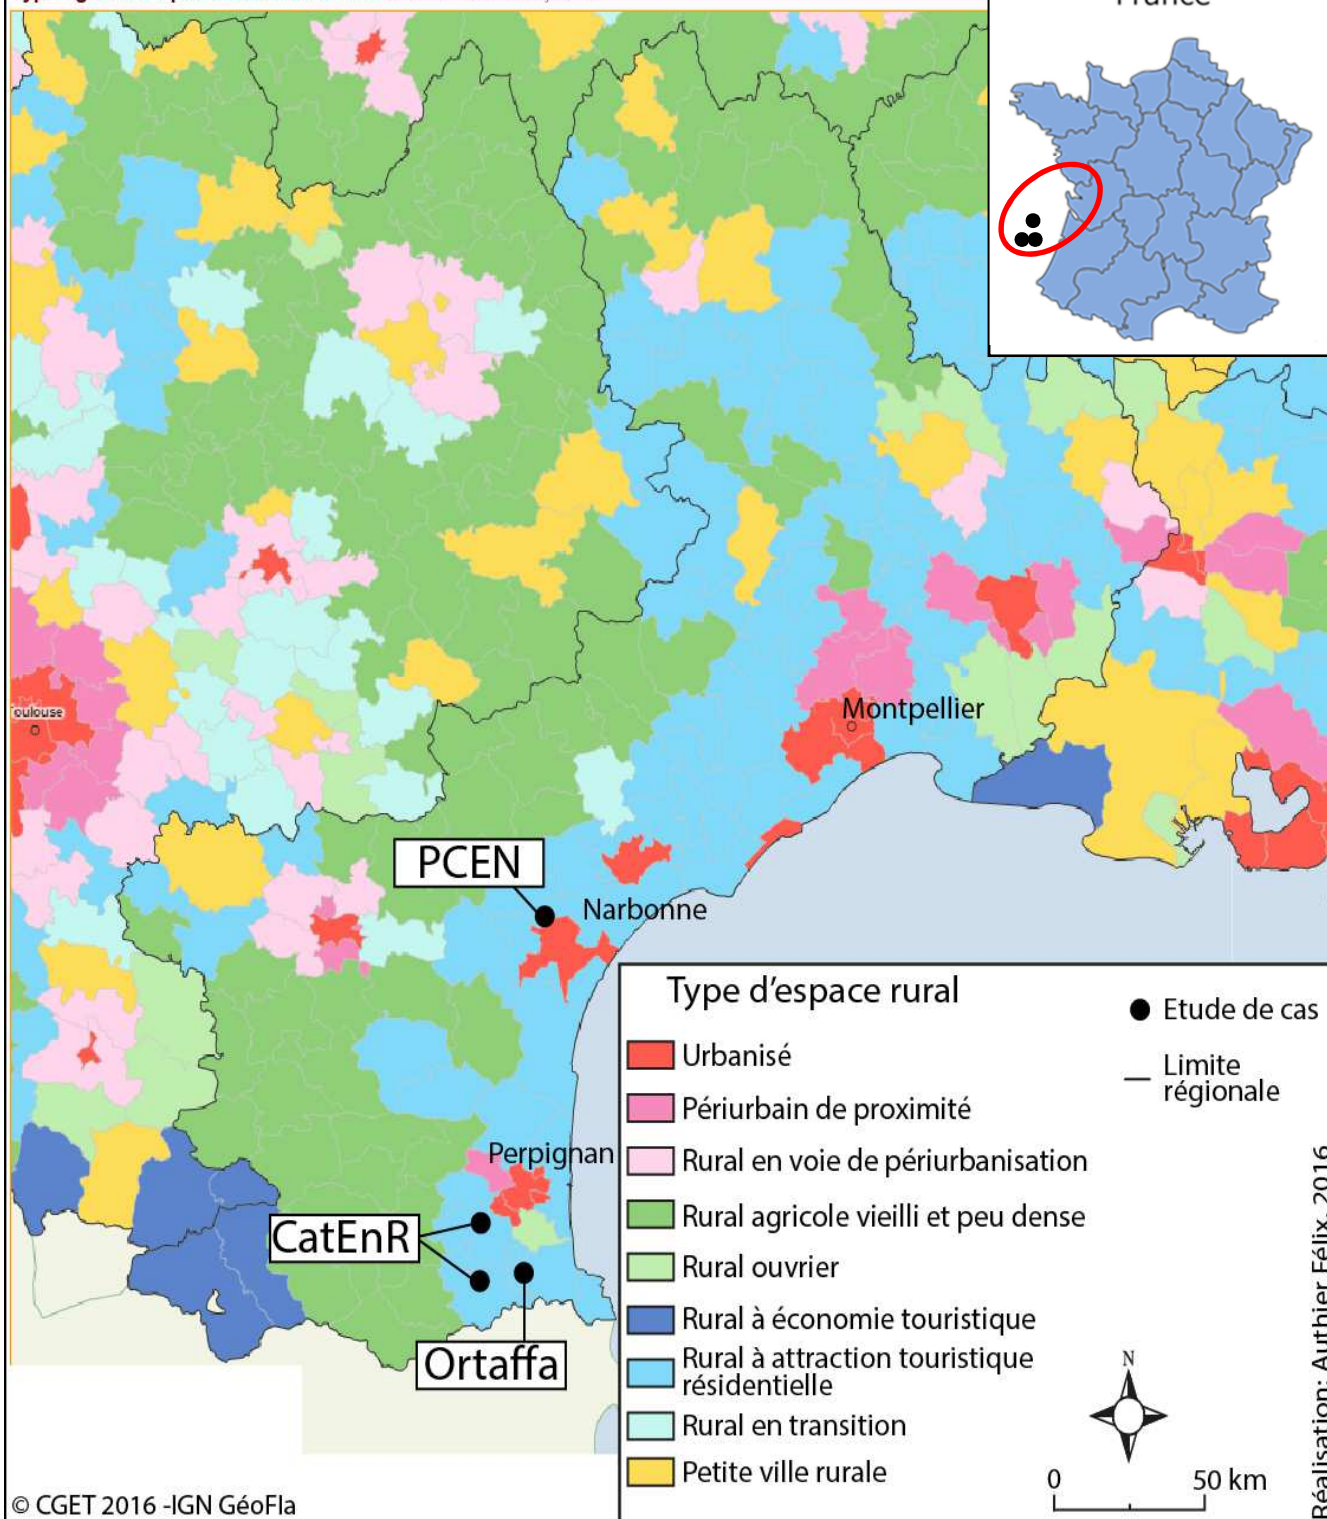 France
oulouse
Montpellier
PCEN
Narbonne
Perpignan
CatEnR
Ortaffa
Type d'espace rural
Urbanisé
Périurbain de proximité
Rural en voie de périurbanisation
Rural agricole vieilli et peu dense
Rural ouvrier
Rural à économie touristique
Rural à attraction touristique
résidentielle
Rural en transition
Petite ville rurale
Etude de cas
Limite
régionale
N
0 50 km
Réalisation: Authier Félix, 2016
© CGET 2016 -IGN GéoFla